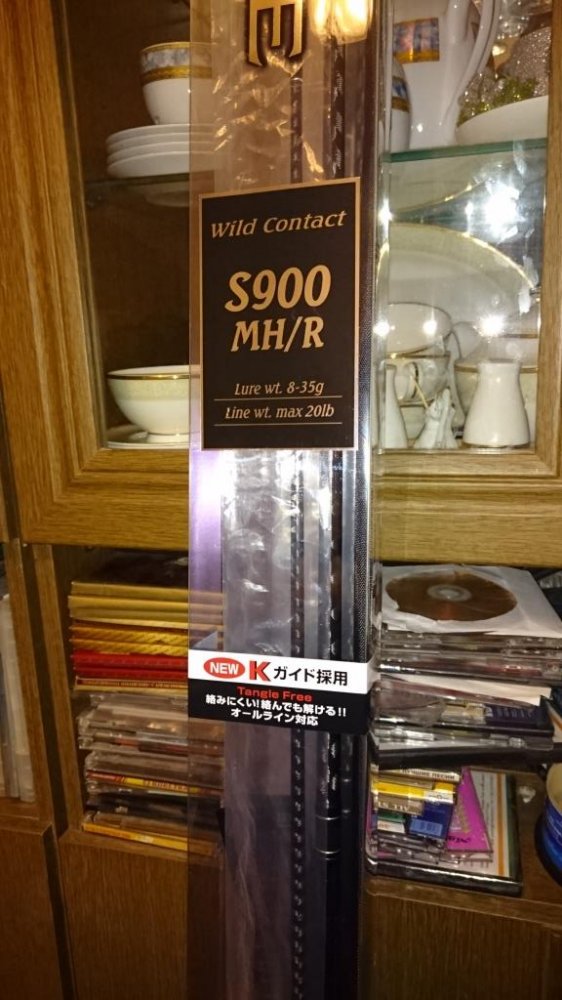 Wild Contact
S900
MH/R
Lure wt. 8-35g
Line wt. max 20lb
NEW Kガイド採用
Tangle Free
絡みにくい!絡んでも解ける!!
オールライン対応